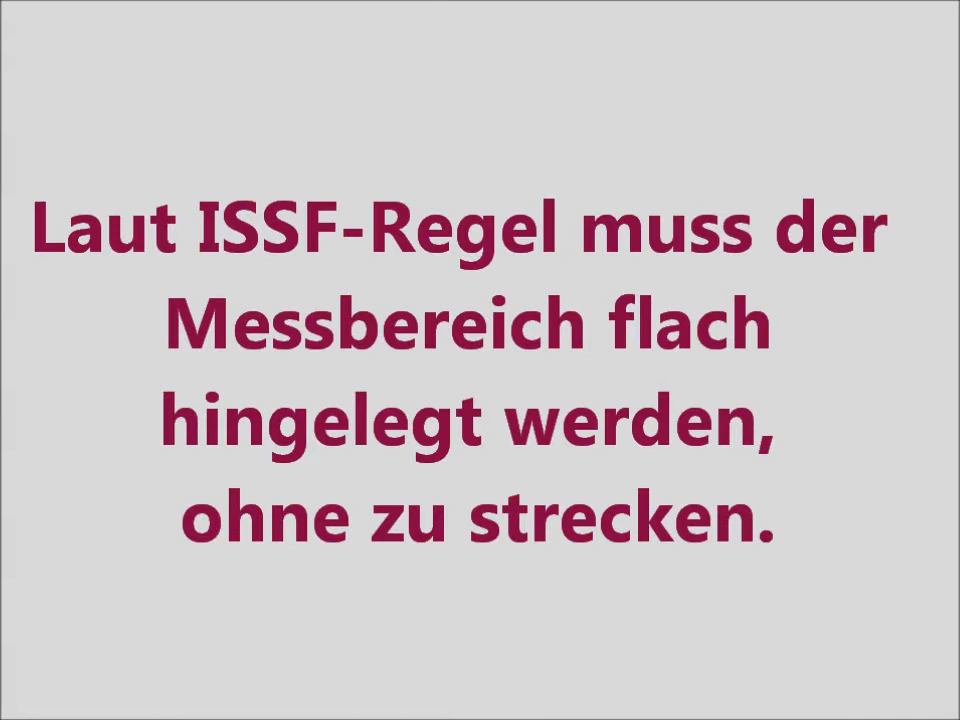 Laut ISSF-Regel muss der
Messbereich flach
hingelegt werden,
ohne zu strecken.